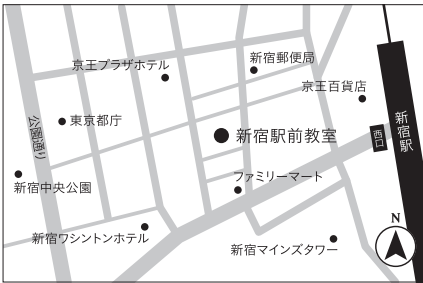 新宿郵便局
京王プラザホテル
京王百貨店
東京都庁
公園通り
新宿駅前教室
西口
新宿駅
ファミリーマート
新宿中央公園
新宿ワシントンホテル
新宿マインズタワー
N